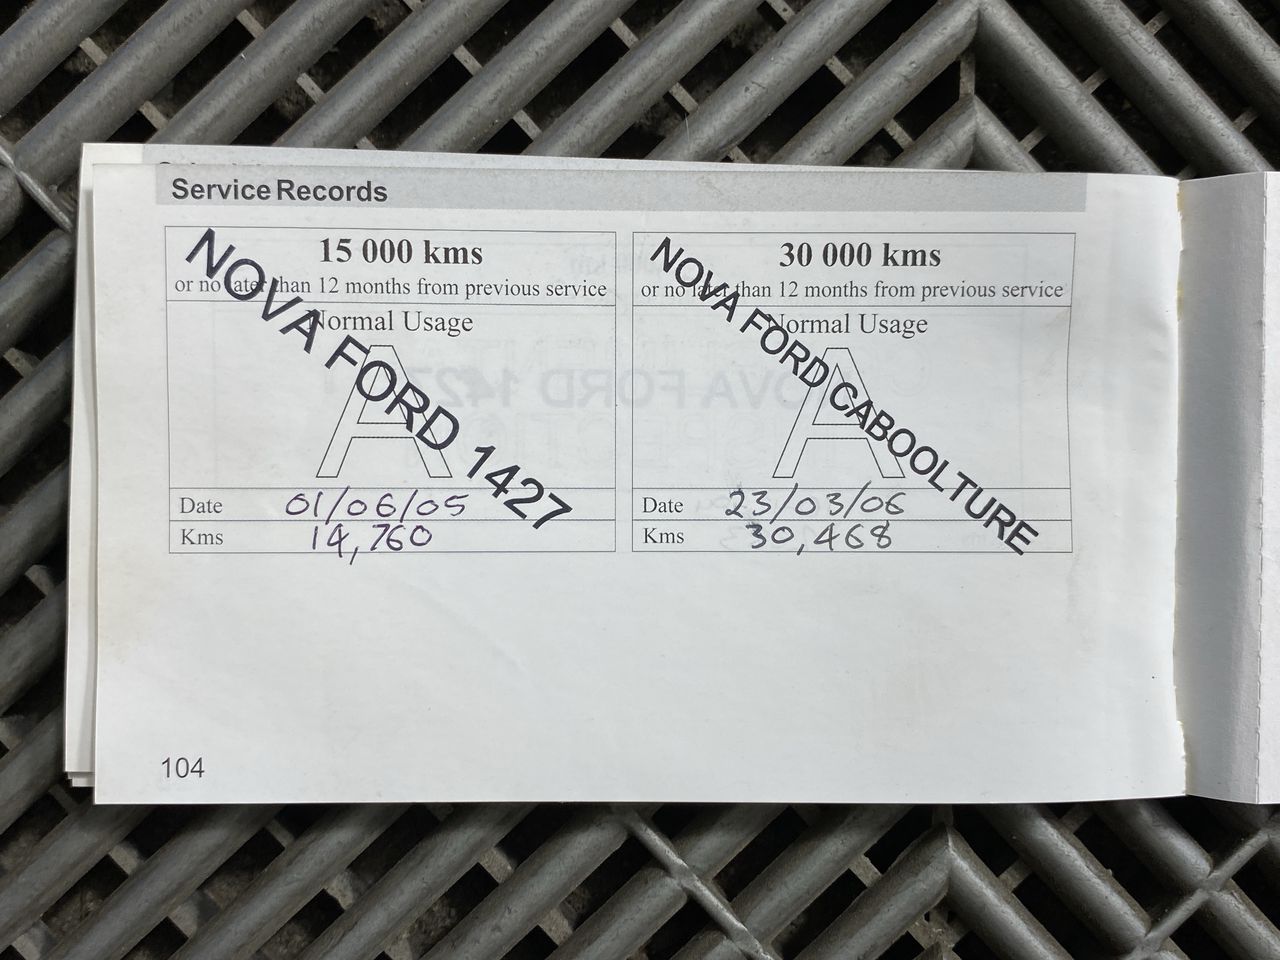 Service Records
15 000 kms
or no later than 12 months from previous service
Normal Usage
A
NOVA FORD 1427
Date 01/06/05
Kms 14,760
30 000 kms
or no later than 12 months from previous service
Normal Usage
A
NOVA FORD CABOOLTURE
Date 23/03/06
Kms 30,468
104